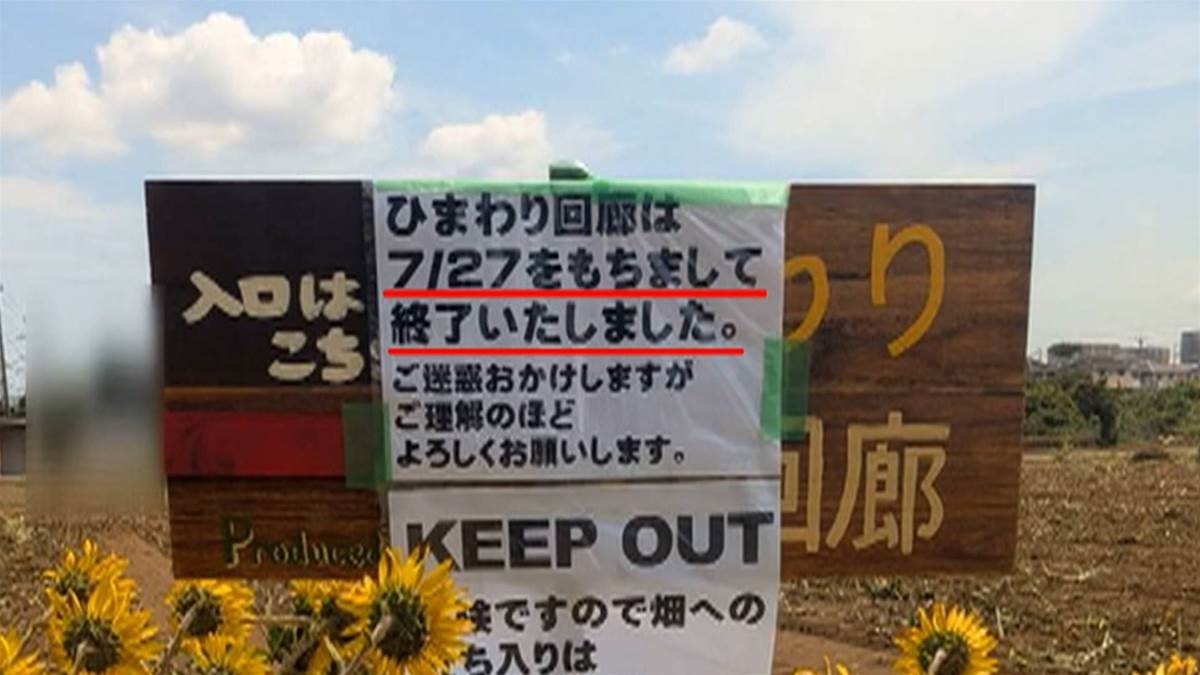 入口は
こち
Produced
ひまわり回廊は
7/27をもちまして
終了いたしました。
ご迷惑おかけしますが
ご理解のほど
よろしくお願いします。
KEEP OUT
険ですので畑への
ち入りは
わり
回廊